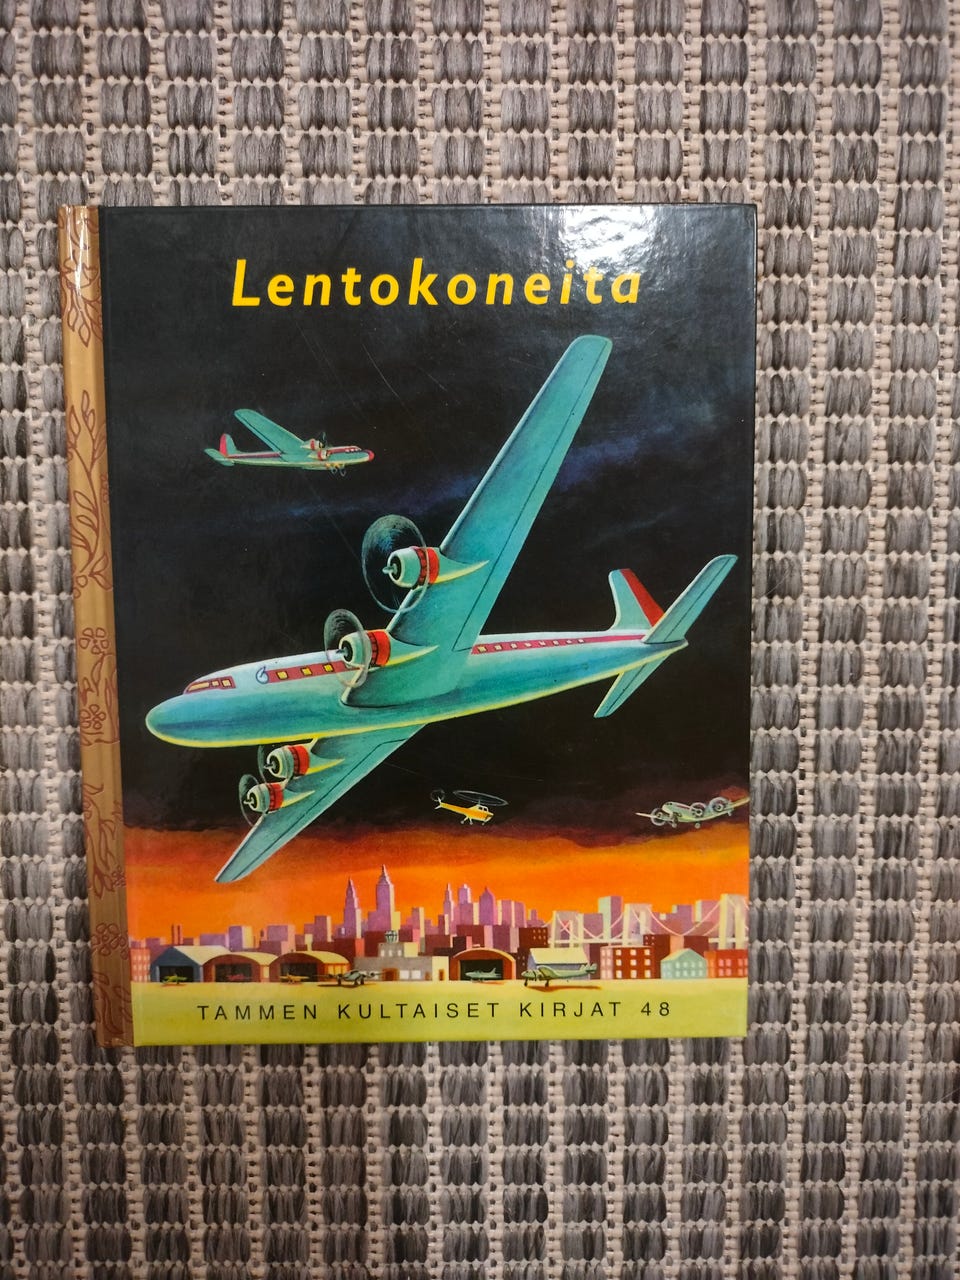 Lentokoneita
TAMMEN KULTAISET KIRJAT 48